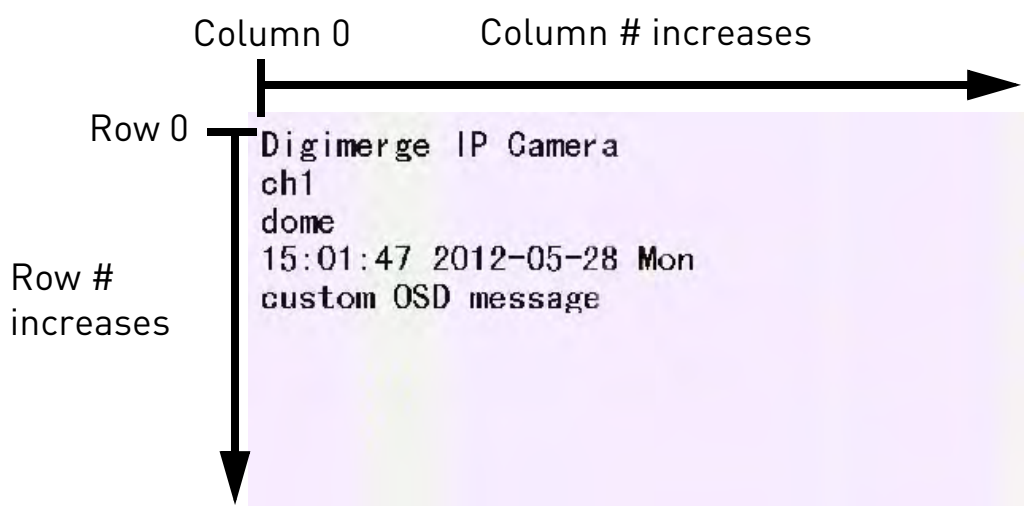 Column 0
Column # increases
Row 0
Digimerge IP Camera
ch1
dome
15:01:47 2012-05-28 Mon
custom OSD message
Row #
increases